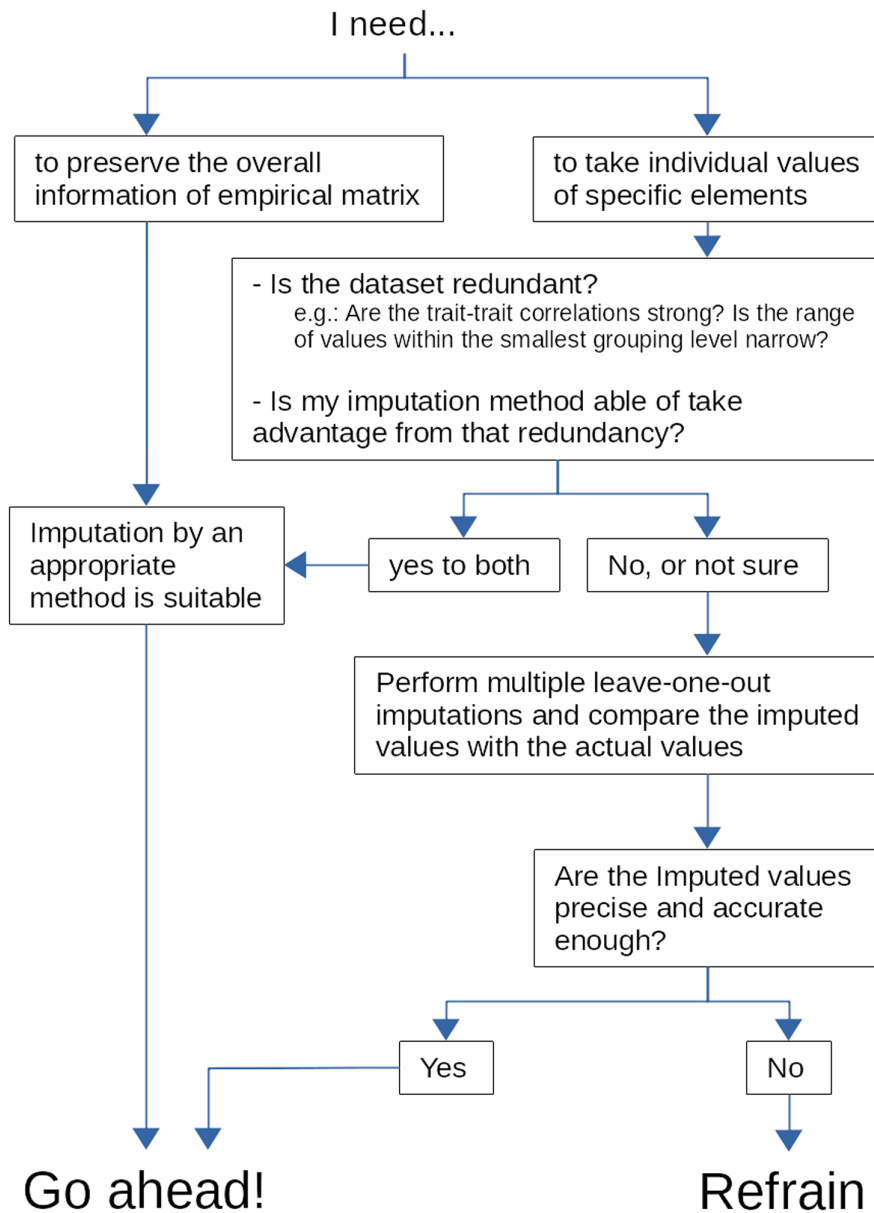 I need...
to preserve the overall
information of empirical matrix
to take individual values
of specific elements
- Is the dataset redundant?
e.g.: Are the trait-trait correlations strong? Is the range
of values within the smallest grouping level narrow?
- Is my imputation method able of take
advantage from that redundancy?
Imputation by an
appropriate
method is suitable
yes to both
No, or not sure
Perform multiple leave-one-out
imputations and compare the imputed
values with the actual values
Are the Imputed values
precise and accurate
enough?
Yes
No
Go ahead!
Refrain